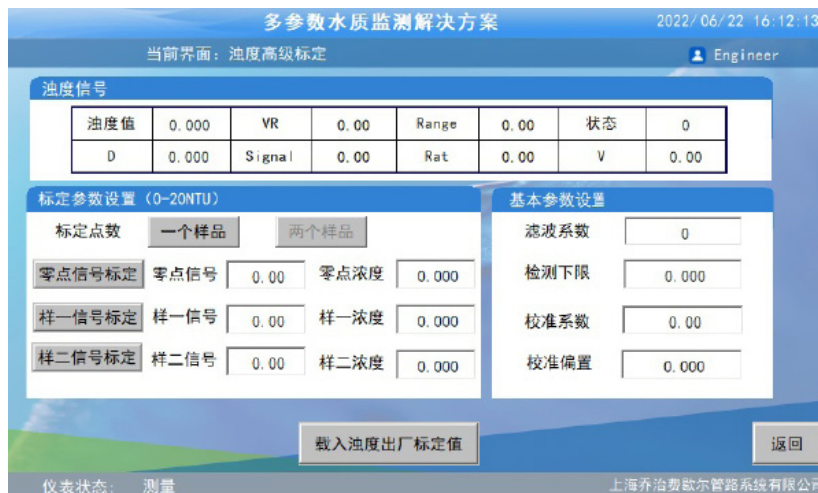 多参数水质监测解决方案 2022/06/22 16:12:13
当前界面：浊度高级标定 Engineer
浊度信号
浊度值 0.000 VR 0.00 Range 0.00 状态 0
D 0.000 Signal 0.00 Rat 0.00 V 0.00
标定参数设置（0-20NTU） 基本参数设置
标定点数 一个样品 两个样品 滤波系数 0
零点信号标定 零点信号 0.00 零点浓度 0.000 检测下限 0.000
样一信号标定 样一信号 0.00 样一浓度 0.000 校准系数 0.00
样二信号标定 样二信号 0.00 样二浓度 0.000 校准偏置 0.000
载入浊度出厂标定值 返回
仪表状态： 测量 上海乔治费歇尔管路系统有限公司